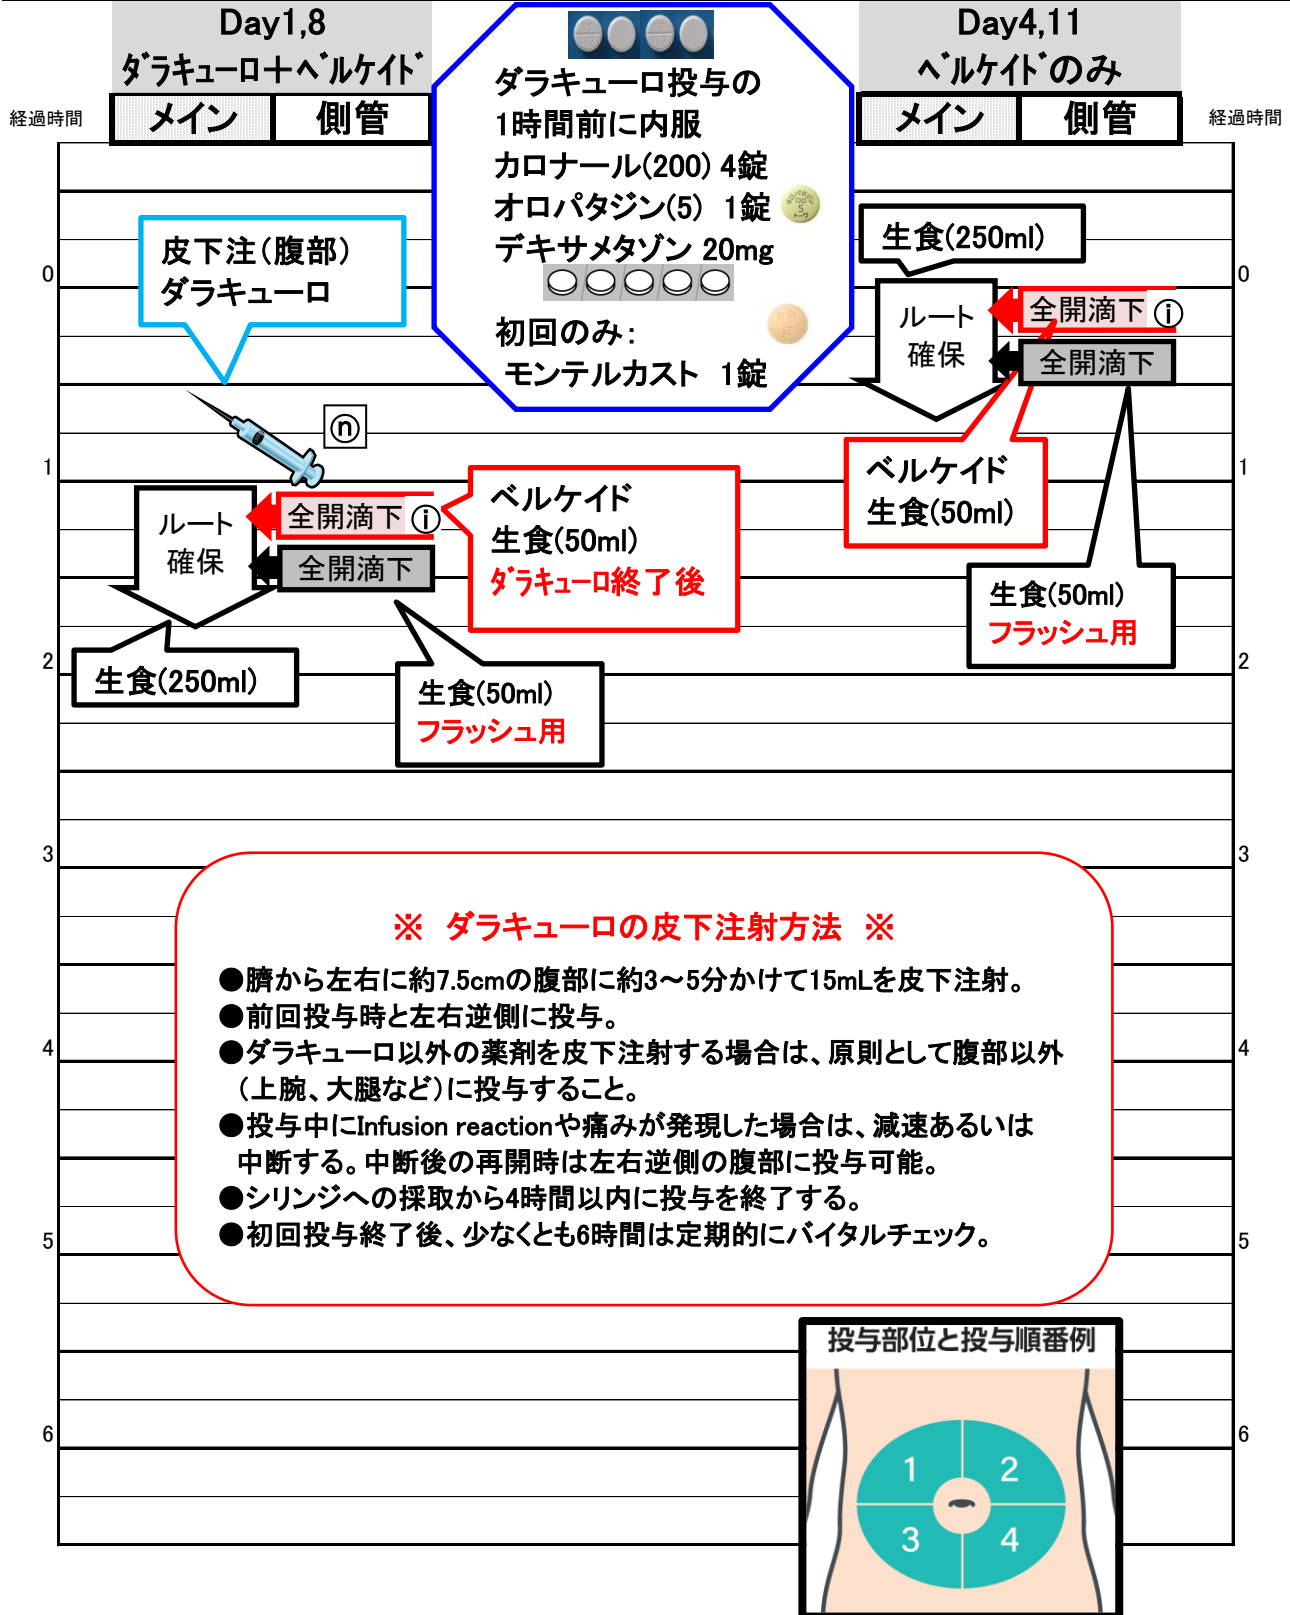 Day1,8
ダラキューロ＋ベルケイド
メイン 側管
経過時間
ダラキューロ投与の
1時間前に内服
カロナール(200) 4錠
オロパタジン(5) 1錠
デキサメタゾン 20mg
初回のみ：
モンテルカスト 1錠
Day4,11
ベルケイドのみ
メイン 側管
経過時間
皮下注（腹部）
ダラキューロ
ⓝ
ルート
確保
全開滴下 ⓘ
全開滴下
ベルケイド
生食(50ml)
ダラキューロ終了後
生食(250ml)
生食(50ml)
フラッシュ用
生食(250ml)
ルート
確保
全開滴下 ⓘ
全開滴下
ベルケイド
生食(50ml)
生食(50ml)
フラッシュ用
0 0
1 1
2 2
3 3
4 4
5 5
6 6
※ ダラキューロの皮下注射方法 ※
●臍から左右に約7.5cmの腹部に約3～5分かけて15mLを皮下注射。
●前回投与時と左右逆側に投与。
●ダラキューロ以外の薬剤を皮下注射する場合は、原則として腹部以外
（上腕、大腿など）に投与すること。
●投与中にInfusion reactionや痛みが発現した場合は、減速あるいは
中断する。中断後の再開時は左右逆側の腹部に投与可能。
●シリンジへの採取から4時間以内に投与を終了する。
●初回投与終了後、少なくとも6時間は定期的にバイタルチェック。
投与部位と投与順番例
1 2
3 4